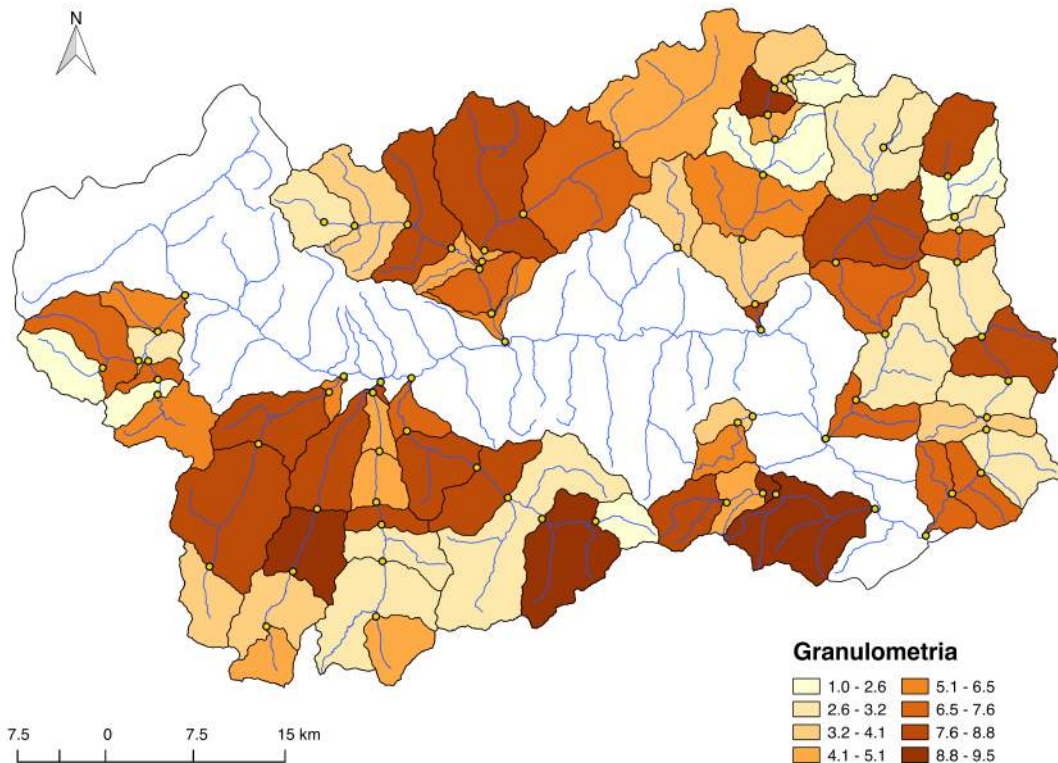 N
Granulometria
1.0 - 2.6 5.1 - 6.5
2.6 - 3.2 6.5 - 7.6
3.2 - 4.1 7.6 - 8.8
4.1 - 5.1 8.8 - 9.5
7.5 0 7.5 15 km